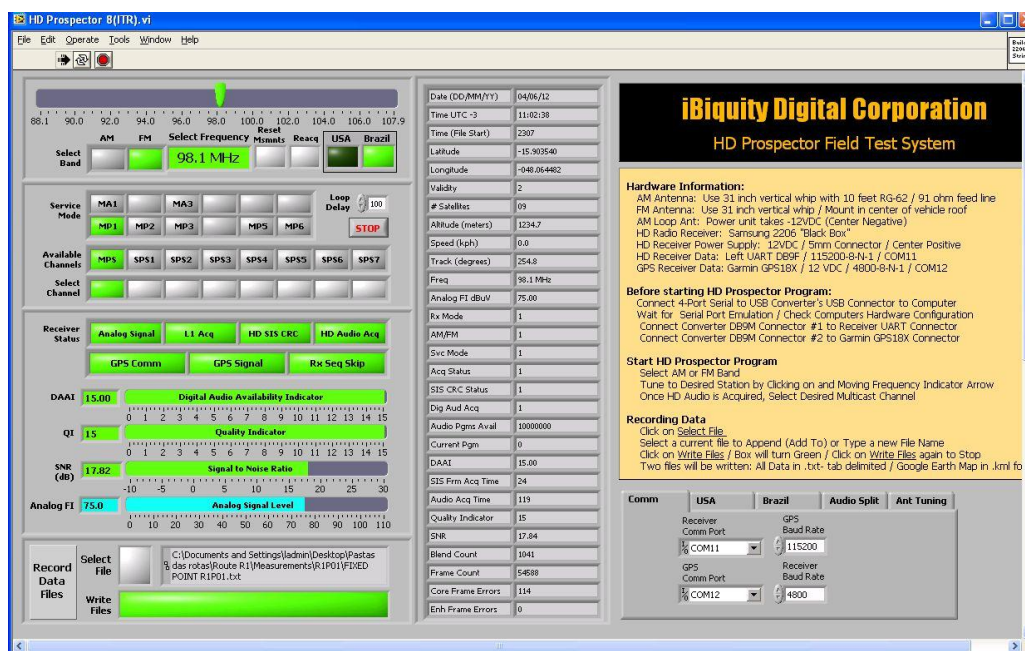 HD Prospector 8(ITR).vi
File Edit Operate Tools Window Help
88.1 90.0 92.0 94.0 96.0 98.0 100.0 102.0 104.0 106.0 107.9
AM FM Select Frequency Reset Msmnts Reacq USA Brazil
Select Band 98.1 MHz
Service Mode MA1 MA3 Loop Delay 100
MP1 MP2 MP3 MP5 MP6 STOP
Available Channels MPS SPS1 SPS2 SPS3 SPS4 SPS5 SPS6 SPS7
Select Channel
Receiver Status Analog Signal L1 Acq HD SIS CRC HD Audio Acq
GPS Comm GPS Signal Rx Seq Skip
DAAI 15.00 Digital Audio Availability Indicator
0 1 2 3 4 5 6 7 8 9 10 11 12 13 14 15
QI 15 Quality Indicator
0 1 2 3 4 5 6 7 8 9 10 11 12 13 14 15
SNR (dB) 17.82 Signal to Noise Ratio
-10 -5 0 5 10 15 20 25 30
Analog FI 75.0 Analog Signal Level
0 10 20 30 40 50 60 70 80 90 100 110
Record Data Files
Select File
C:\Documents and Settings\ladmin\Desktop\Pastas
das rotas\Route R1\Measurements\R1P01\FIXED
POINT R1P01.txt
Write Files
Date (DD/MM/YY) 04/06/12
Time UTC -3 11:02:38
Time (File Start) 2307
Latitude -15.903540
Longitude -048.064482
Validity 2
# Satellites 09
Altitude (meters) 1234.7
Speed (kph) 0.0
Track (degrees) 254.8
Freq 98.1 MHz
Analog FI dBuV 75.00
Rx Mode 1
AM/FM 1
Svc Mode 1
Acq Status 1
SIS CRC Status 1
Dig Aud Acq 1
Audio Pgms Avail 10000000
Current Pgm 0
DAAI 15.00
SIS Frm Acq Time 24
Audio Acq Time 119
Quality Indicator 15
SNR 17.84
Blend Count 1041
Frame Count 54588
Core Frame Errors 114
Enh Frame Errors 0
iBiquity Digital Corporation
HD Prospector Field Test System
Hardware Information:
AM Antenna: Use 31 inch vertical whip with 10 feet RG-62 / 91 ohm feed line
FM Antenna: Use 31 inch vertical whip / Mount in center of vehicle roof
AM Loop Ant: Power unit takes -12VDC (Center Negative)
HD Radio Receiver: Samsung 2206 "Black Box"
HD Receiver Power Supply: 12VDC / 5mm Connector / Center Positive
HD Receiver Data: Left UART DB9F / 115200-8-N-1 / COM11
GPS Receiver Data: Garmin GPS18X / 12 VDC / 4800-8-N-1 / COM12
Before starting HD Prospector Program:
Connect 4-Port Serial to USB Converter's USB Connector to Computer
Wait for Serial Port Emulation / Check Computers Hardware Configuration
Connect Converter DB9M Connector #1 to Receiver UART Connector
Connect Converter DB9M Connector #2 to Garmin GPS18X Connector
Start HD Prospector Program
Select AM or FM Band
Tune to Desired Station by Clicking on and Moving Frequency Indicator Arrow
Once HD Audio is Acquired, Select Desired Multicast Channel
Recording Data
Click on Select File
Select a current file to Append (Add To) or Type a new File Name
Click on Write Files / Box will turn Green / Click on Write Files again to Stop
Two files will be written: All Data in .txt- tab delimited / Google Earth Map in .kml fo
Comm USA Brazil Audio Split Ant Tuning
Receiver Comm Port GPS Baud Rate
COM11 115200
GPS Comm Port Receiver Baud Rate
COM12 4800